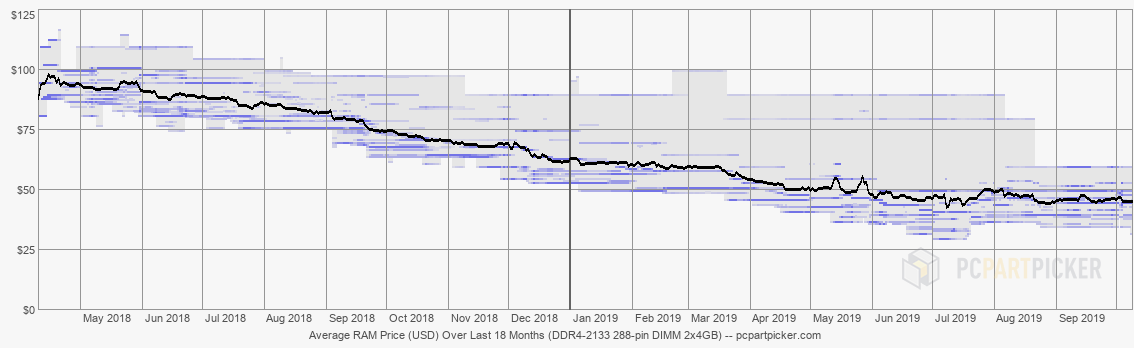 $125
$100
$75
$50
$25
$0
PCPARTPICKER
May 2018 Jun 2018 Jul 2018 Aug 2018 Sep 2018 Oct 2018 Nov 2018 Dec 2018 Jan 2019 Feb 2019 Mar 2019 Apr 2019 May 2019 Jun 2019 Jul 2019 Aug 2019 Sep 2019
Average RAM Price (USD) Over Last 18 Months (DDR4-2133 288-pin DIMM 2x4GB) -- pcpartpicker.com